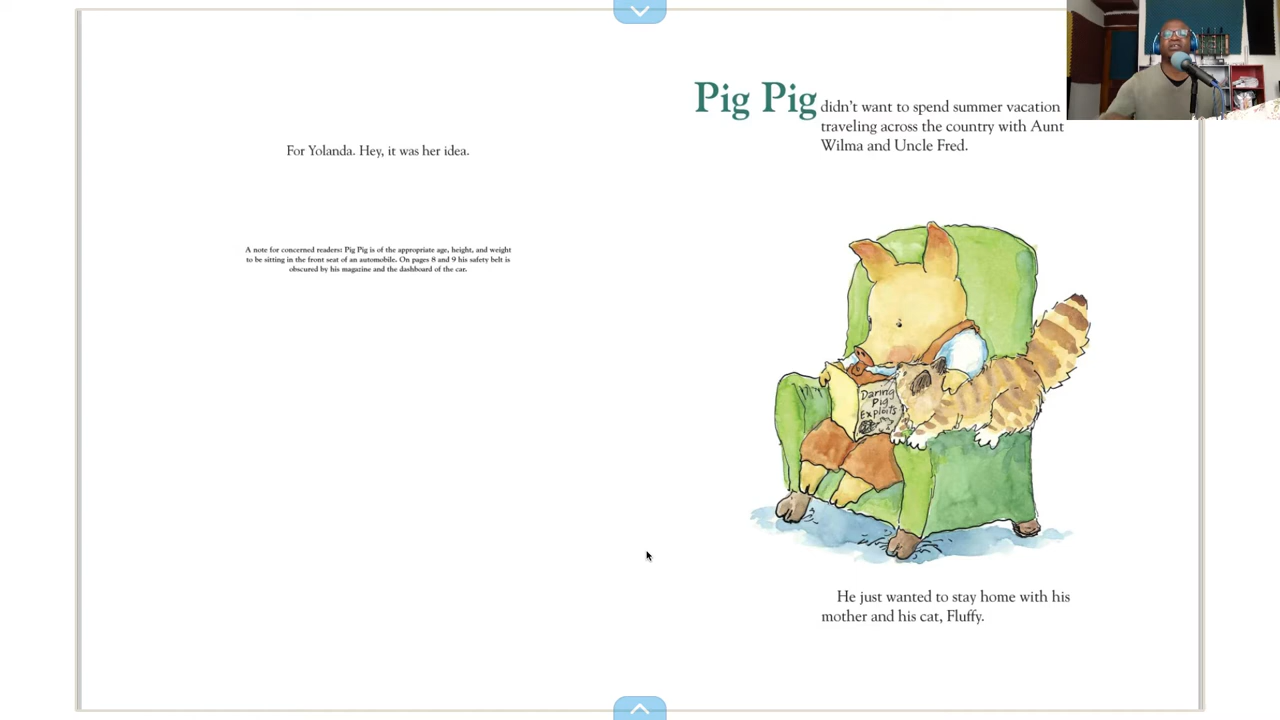 For Yolanda. Hey, it was her idea.
A note for concerned readers: Pig Pig is of the appropriate age, height, and weight
to be sitting in the front seat of an automobile. On pages 8 and 9 his safety belt is
obscured by his magazine and the dashboard of the car.
Pig Pig didn't want to spend summer vacation
traveling across the country with Aunt
Wilma and Uncle Fred.
Daring
Pig
Exploits
He just wanted to stay home with his
mother and his cat, Fluffy.